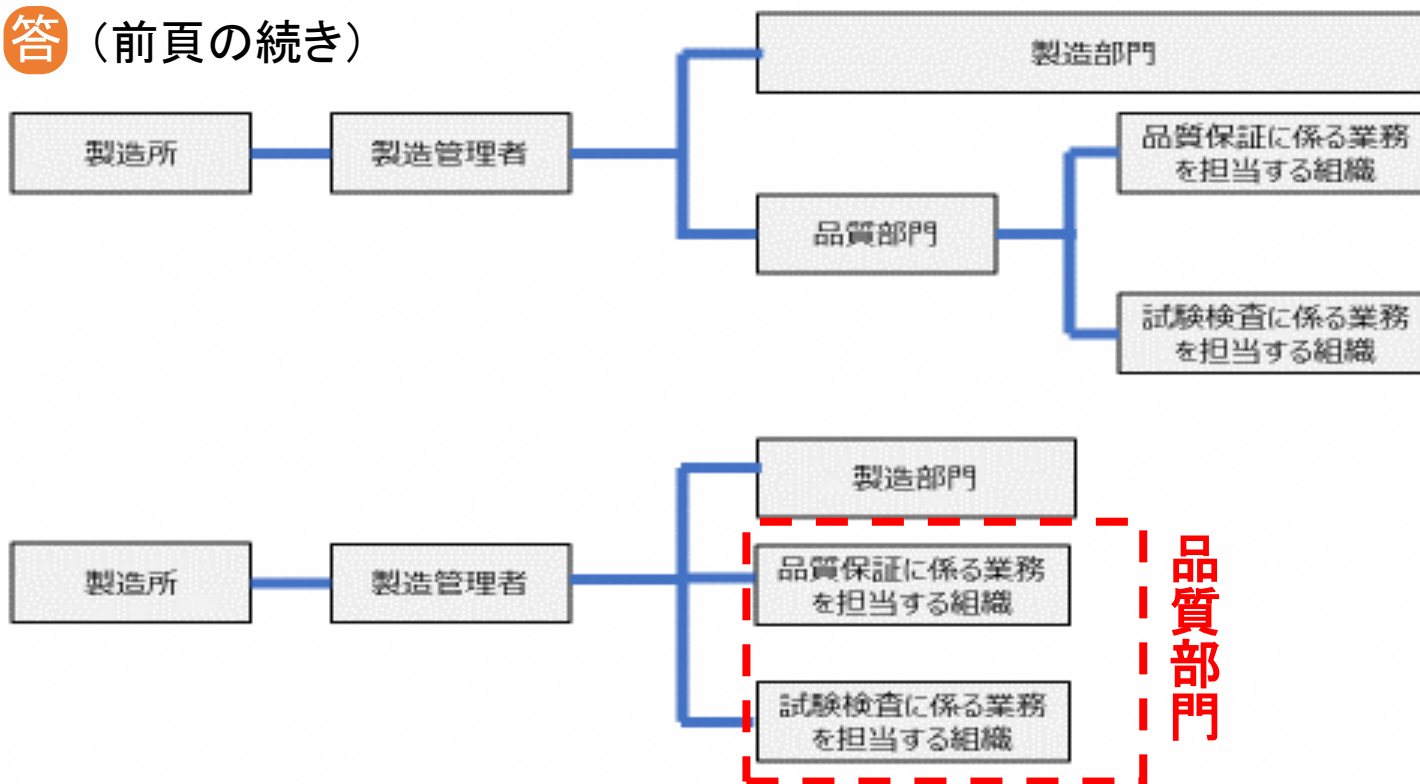 答 (前頁の続き)
製造部門
製造所
製造管理者
品質保証に係る業務
を担当する組織
品質部門
試験検査に係る業務
を担当する組織
製造部門
製造所
製造管理者
品質保証に係る業務
を担当する組織
試験検査に係る業務
を担当する組織
品質部門